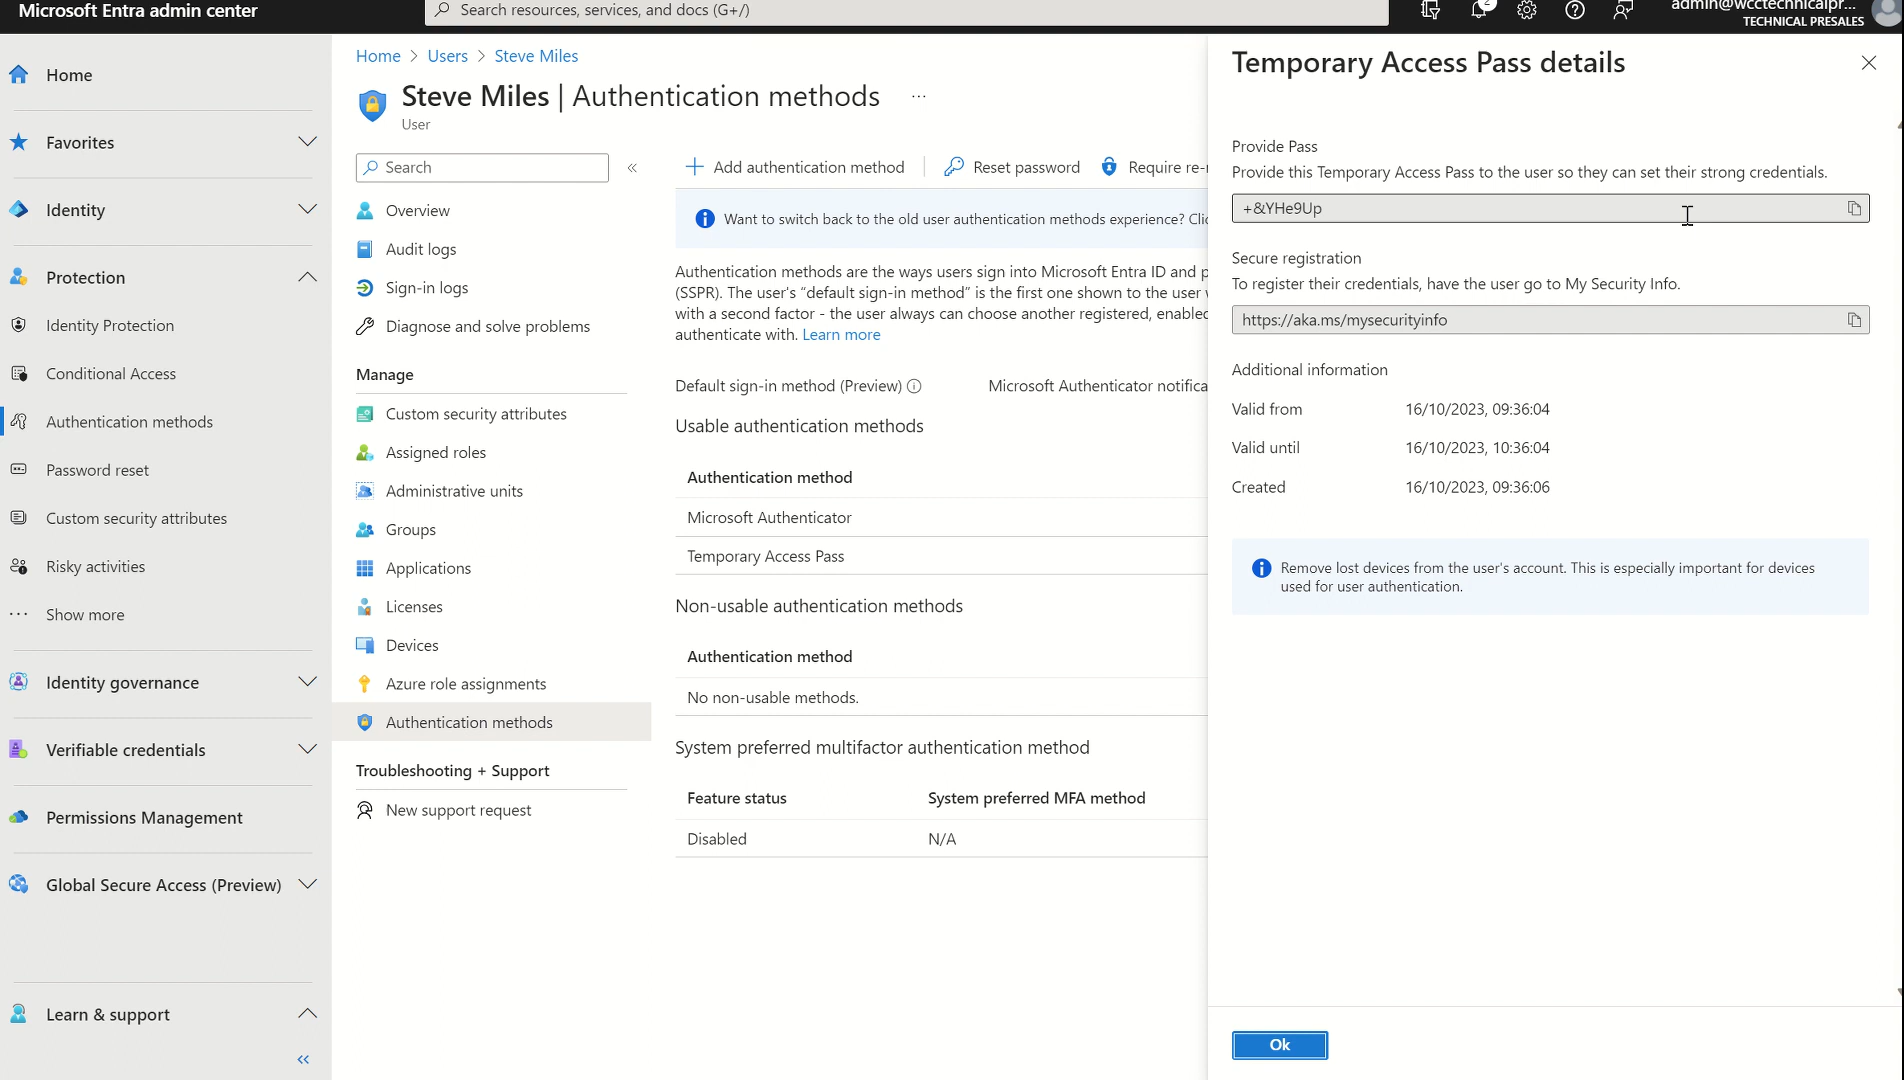 Microsoft Entra admin center
Search resources, services, and docs (G+/)
2
admin@wcctechnicalpr...
TECHNICAL PRESALES
Home
Favorites
Identity
Protection
Identity Protection
Conditional Access
Authentication methods
Password reset
Custom security attributes
Risky activities
Show more
Identity governance
Verifiable credentials
Permissions Management
Global Secure Access (Preview)
Learn & support
Home > Users > Steve Miles
Steve Miles | Authentication methods
User
Search
Overview
Audit logs
Sign-in logs
Diagnose and solve problems
Manage
Custom security attributes
Assigned roles
Administrative units
Groups
Applications
Licenses
Devices
Azure role assignments
Authentication methods
Troubleshooting + Support
New support request
Add authentication method
Reset password
Require re-r
Want to switch back to the old user authentication methods experience? Clic
Authentication methods are the ways users sign into Microsoft Entra ID and p
(SSPR). The user's “default sign-in method” is the first one shown to the user w
with a second factor - the user always can choose another registered, enabled
authenticate with. Learn more
Default sign-in method (Preview) Microsoft Authenticator notifica
Usable authentication methods
Authentication method
Microsoft Authenticator
Temporary Access Pass
Non-usable authentication methods
Authentication method
No non-usable methods.
System preferred multifactor authentication method
Feature status System preferred MFA method
Disabled N/A
Temporary Access Pass details
Provide Pass
Provide this Temporary Access Pass to the user so they can set their strong credentials.
+&YHe9Up
Secure registration
To register their credentials, have the user go to My Security Info.
https://aka.ms/mysecurityinfo
Additional information
Valid from 16/10/2023, 09:36:04
Valid until 16/10/2023, 10:36:04
Created 16/10/2023, 09:36:06
Remove lost devices from the user's account. This is especially important for devices
used for user authentication.
Ok